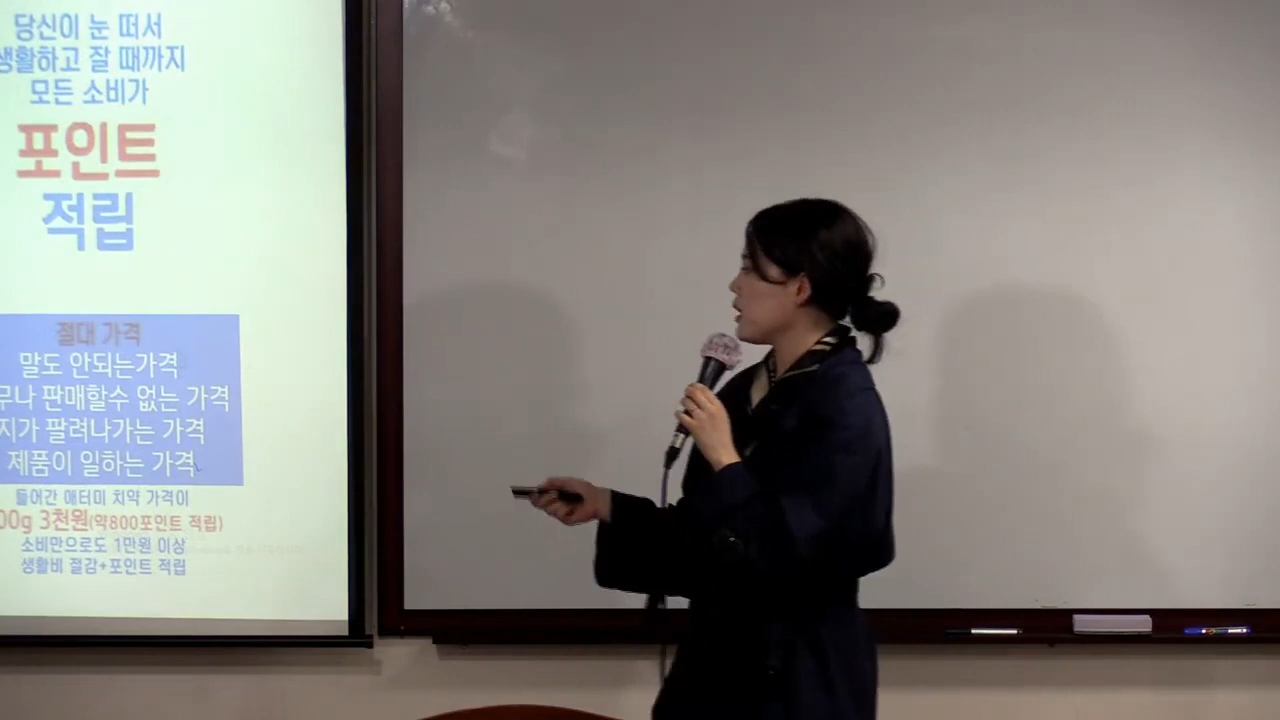 당신이 눈 떠서
생활하고 잘 때까지
모든 소비가
포인트
적립
절대 가격
말도 안되는가격
판매할수 없는 가격
팔려나가는 가격
제품이 일하는 가격
들어간 애터미 치약 가격이
00g 3천원(약800포인트 적립)
소비만으로도 1만원 이상
생활비 절감+포인트 적립